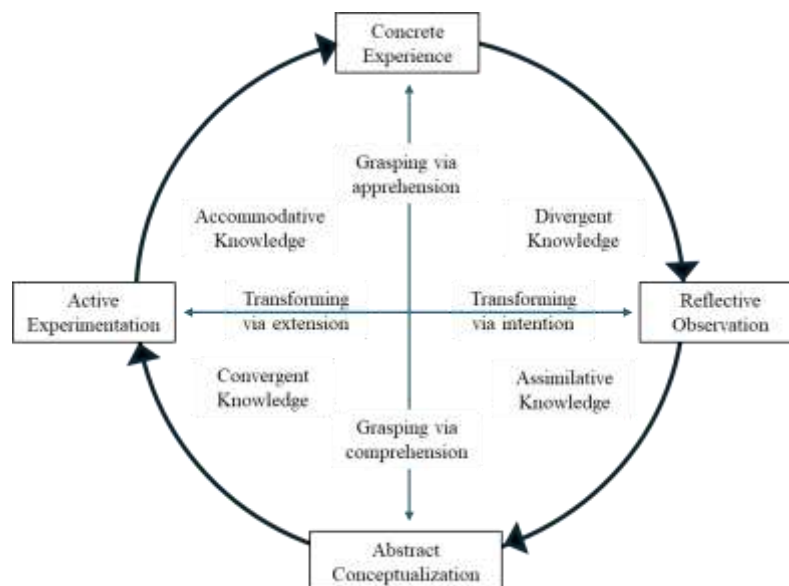 Concrete
Experience
Grasping via
apprehension
Accommodative
Knowledge
Divergent
Knowledge
Active
Experimentation
Transforming
via extension
Transforming
via intention
Reflective
Observation
Convergent
Knowledge
Assimilative
Knowledge
Grasping via
comprehension
Abstract
Conceptualization